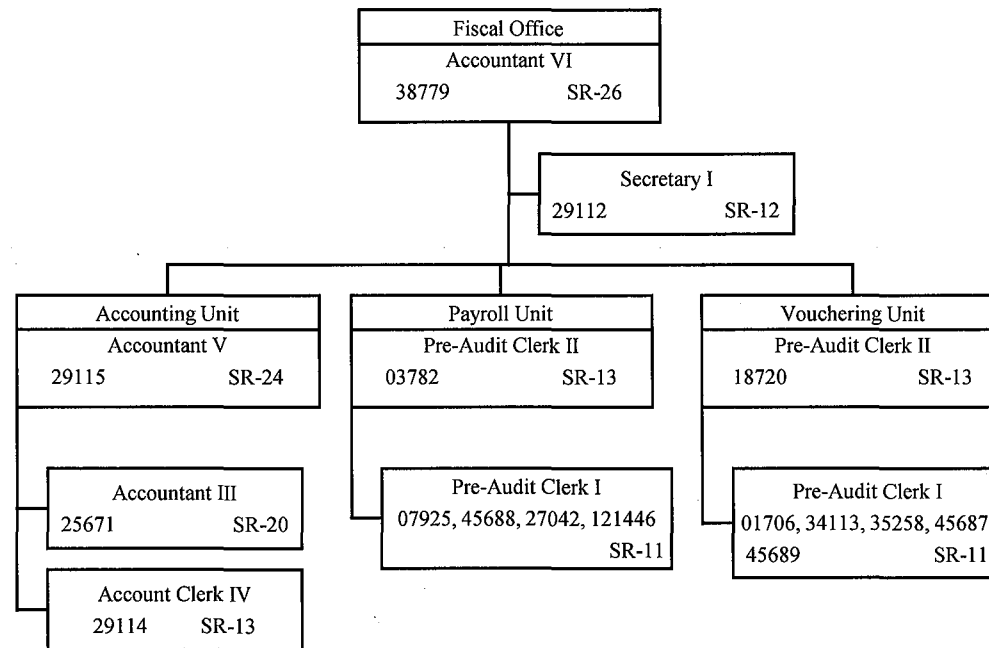 Fiscal Office
Accountant VI
38779 SR-26
Secretary I
29112 SR-12
Accounting Unit
Accountant V
29115 SR-24
Payroll Unit
Pre-Audit Clerk II
03782 SR-13
Vouchering Unit
Pre-Audit Clerk II
18720 SR-13
Accountant III
25671 SR-20
Account Clerk IV
29114 SR-13
Pre-Audit Clerk I
07925, 45688, 27042, 121446
SR-11
Pre-Audit Clerk I
01706, 34113, 35258, 45687
45689 SR-11